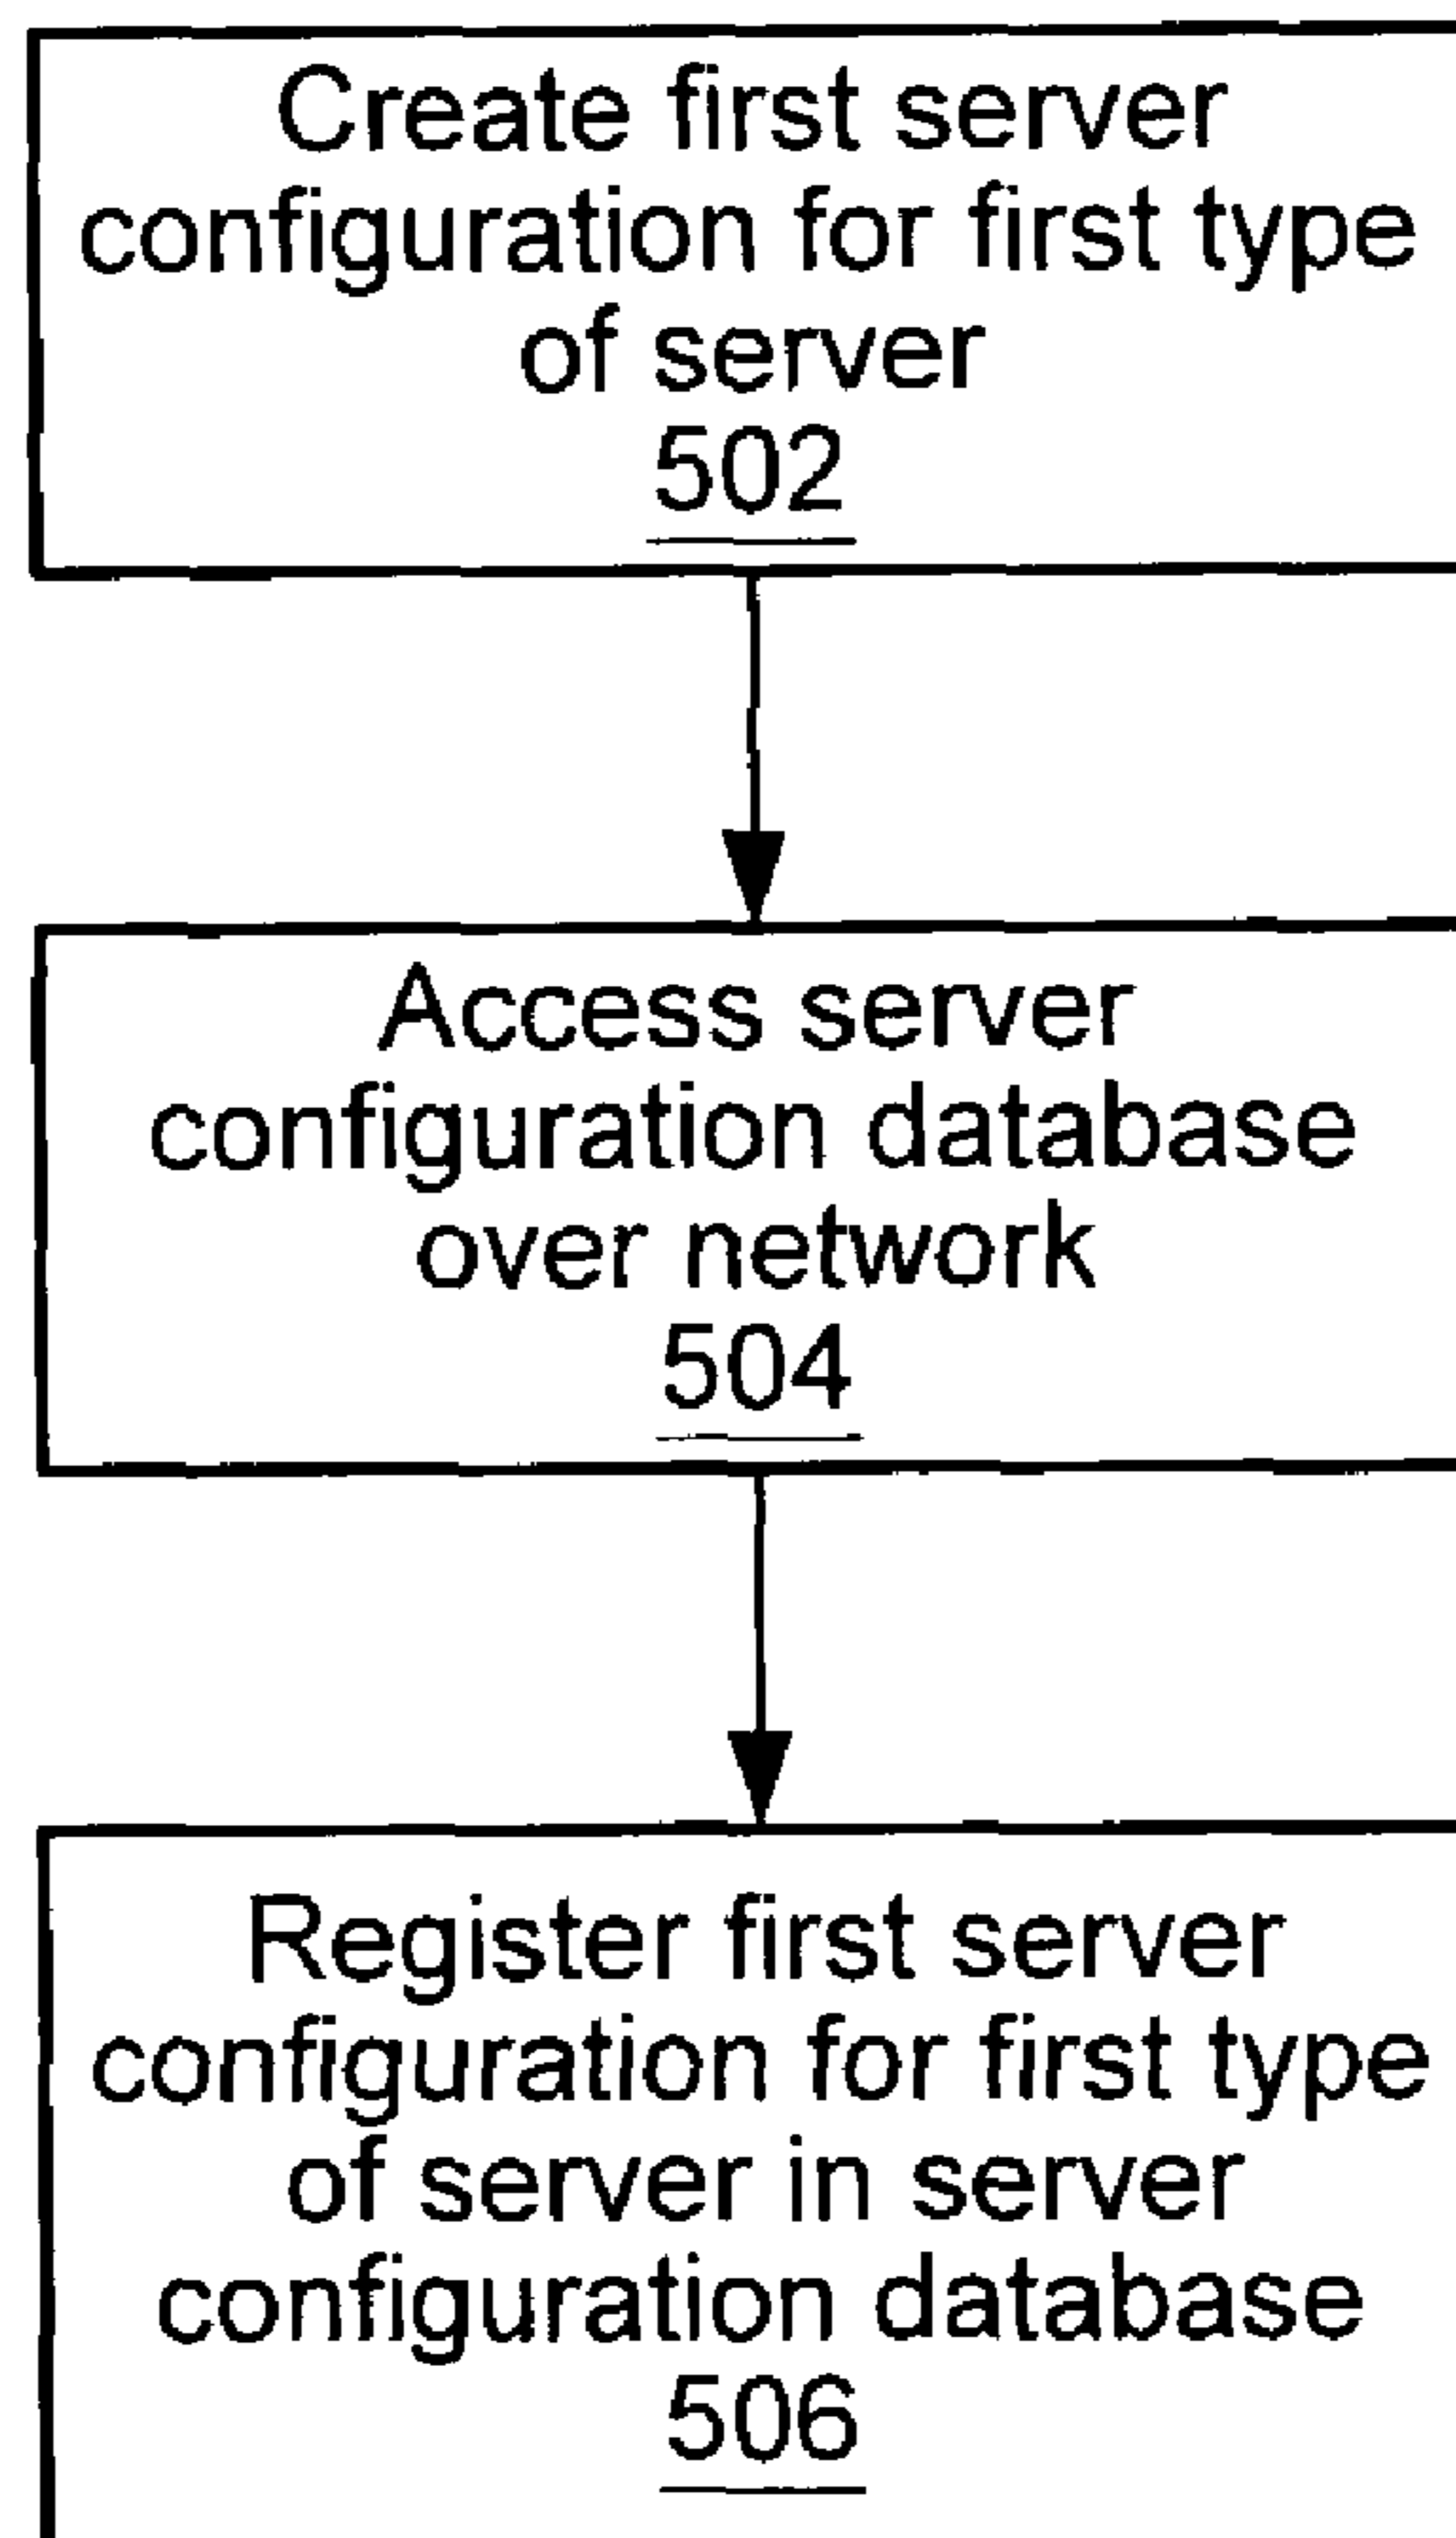 Create first server
configuration for first type
of server
502
Access server
configuration database
over network
504
Register first server
configuration for first type
of server in server
configuration database
506